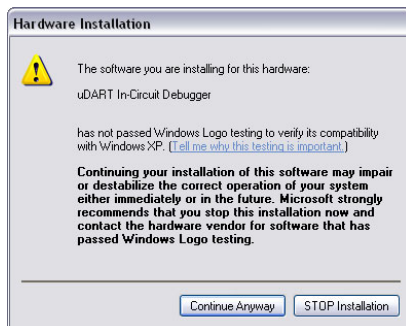 Hardware Installation
The software you are installing for this hardware:
uDART In-Circuit Debugger
has not passed Windows Logo testing to verify its compatibility
with Windows XP. (Tell me why this testing is important.)
Continuing your installation of this software may impair
or destabilize the correct operation of your system
either immediately or in the future. Microsoft strongly
recommends that you stop this installation now and
contact the hardware vendor for software that has
passed Windows Logo testing.
Continue Anyway STOP Installation